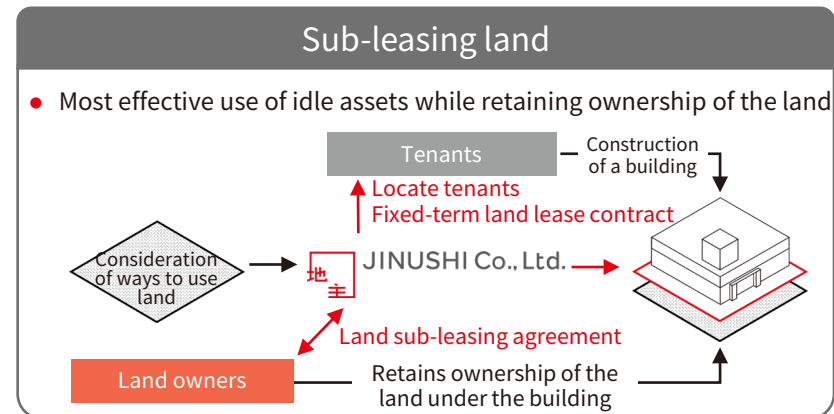 Sub-leasing land
● Most effective use of idle assets while retaining ownership of the land
Tenants
Construction
of a building
Locate tenants
Fixed-term land lease contract
Consideration
of ways to use
land
地主
JINUSHI Co., Ltd.
Land sub-leasing agreement
Land owners
Retains ownership of the
land under the building